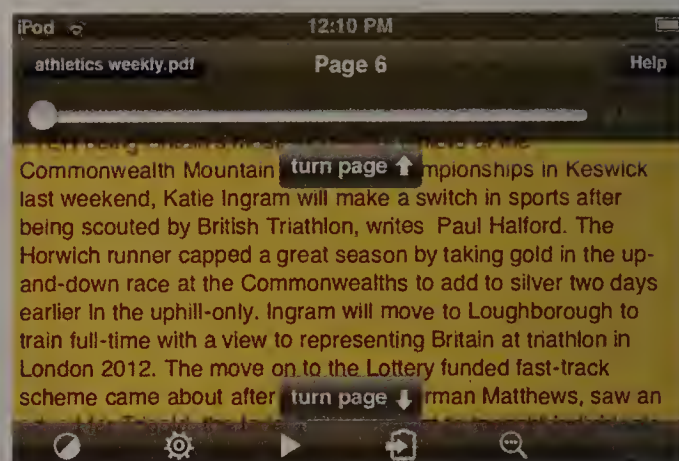 iPod 12:10 PM
athletics weekly.pdf Page 6 Help
Commonwealth Mountain turn page mpionships in Keswick
last weekend, Katie Ingram will make a switch in sports after
being scouted by British Triathlon, writes Paul Halford. The
Horwich runner capped a great season by taking gold in the up-
and-down race at the Commonwealths to add to silver two days
earlier in the uphill-only. Ingram will move to Loughborough to
train full-time with a view to representing Britain at triathlon in
London 2012. The move on to the Lottery funded fast-track
scheme came about after turn page rman Matthews, saw an